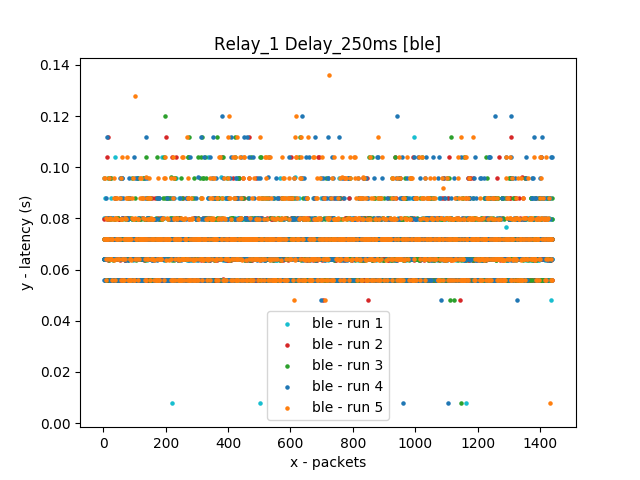 Relay_1 Delay_250ms [ble]
y - latency (s)
0.14
0.12
0.10
0.08
0.06
0.04
0.02
0.00
ble - run 1
ble - run 2
ble - run 3
ble - run 4
ble - run 5
0 200 400 600 800 1000 1200 1400
x - packets